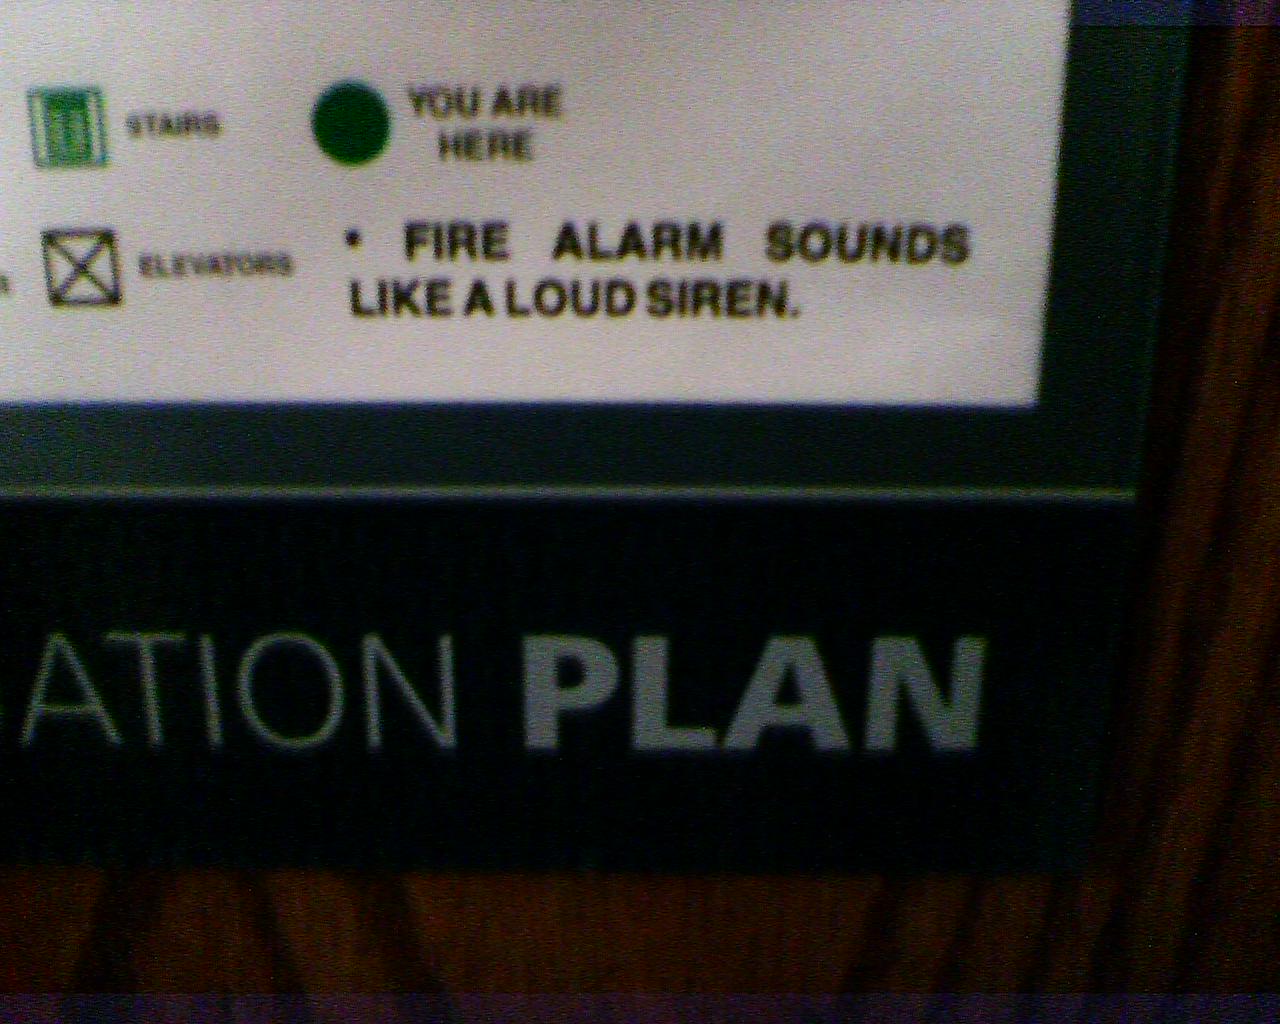 STAIRS
YOU ARE
HERE
ELEVATORS
• FIRE ALARM SOUNDS
LIKE A LOUD SIREN.
ATION PLAN